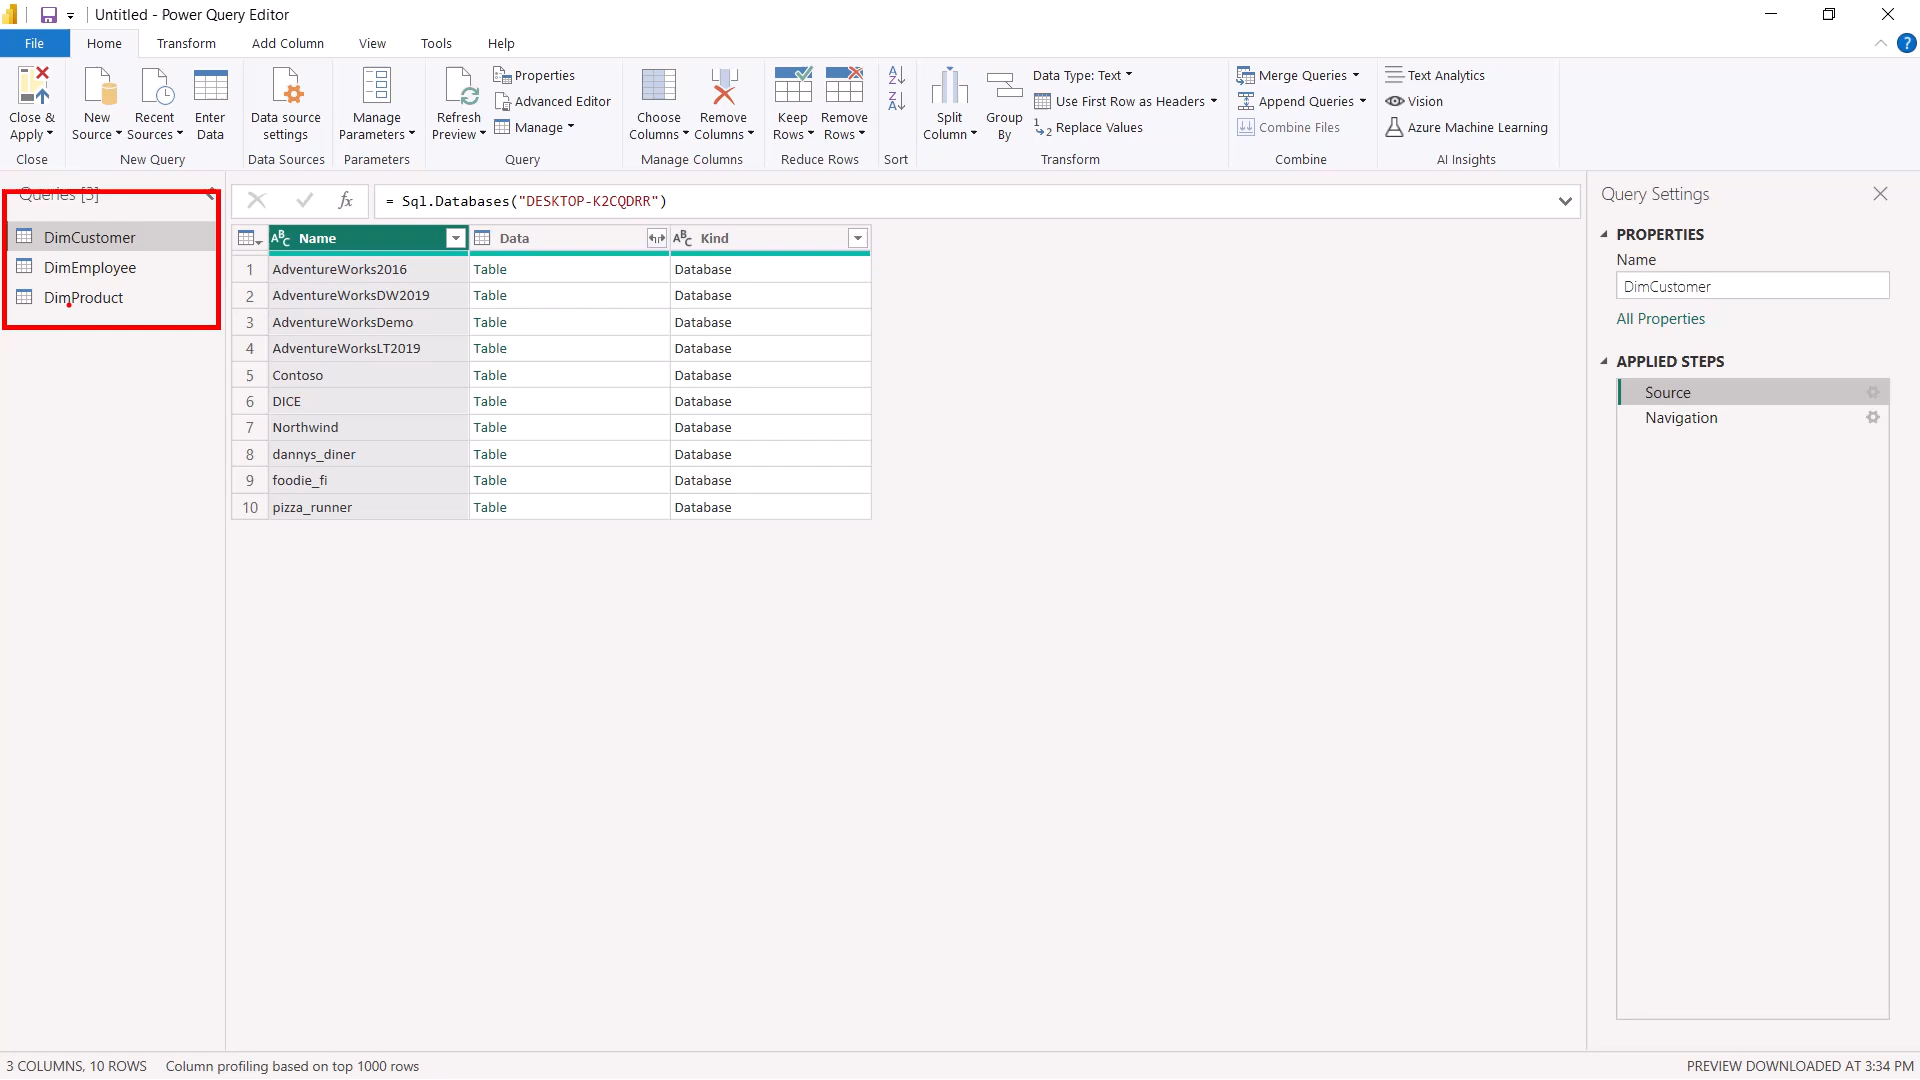 Untitled - Power Query Editor
File Home Transform Add Column View Tools Help
Close & Apply
New Source
Recent Sources
Enter Data
Data source settings
Manage Parameters
Refresh Preview
Properties
Advanced Editor
Manage
Choose Columns
Remove Columns
Keep Rows
Remove Rows
Split Column
Group By
Data Type: Text
Use First Row as Headers
Replace Values
Merge Queries
Append Queries
Combine Files
Text Analytics
Vision
Azure Machine Learning
Close New Query Data Sources Parameters Query Manage Columns Reduce Rows Sort Transform Combine AI Insights
Queries [3]
DimCustomer
DimEmployee
DimProduct
fx = Sql.Databases("DESKTOP-K2CQDRR")
ABC Name Data ABC Kind
1 AdventureWorks2016 Table Database
2 AdventureWorksDW2019 Table Database
3 AdventureWorksDemo Table Database
4 AdventureWorksLT2019 Table Database
5 Contoso Table Database
6 DICE Table Database
7 Northwind Table Database
8 dannys_diner Table Database
9 foodie_fi Table Database
10 pizza_runner Table Database
Query Settings
PROPERTIES
Name
DimCustomer
All Properties
APPLIED STEPS
Source
Navigation
3 COLUMNS, 10 ROWS Column profiling based on top 1000 rows PREVIEW DOWNLOADED AT 3:34 PM